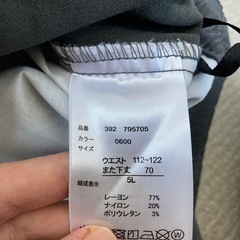 品番 392 795705
カラー 0600
サイズ
ウエスト 112~122
また下丈 70
5L
組成表示
レーヨン 77%
ナイロン 20%
ポリウレタン 3%